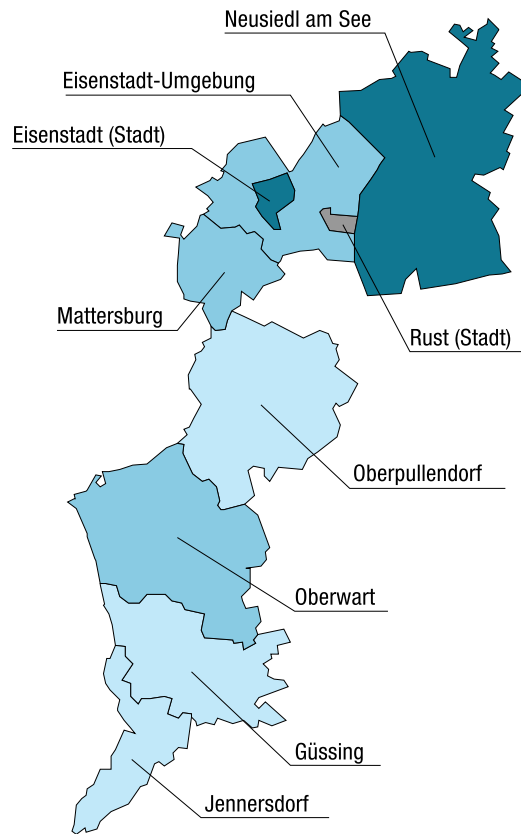 Neusiedl am See
Eisenstadt-Umgebung
Eisenstadt (Stadt)
Mattersburg
Rust (Stadt)
Oberpullendorf
Oberwart
Güssing
Jennersdorf